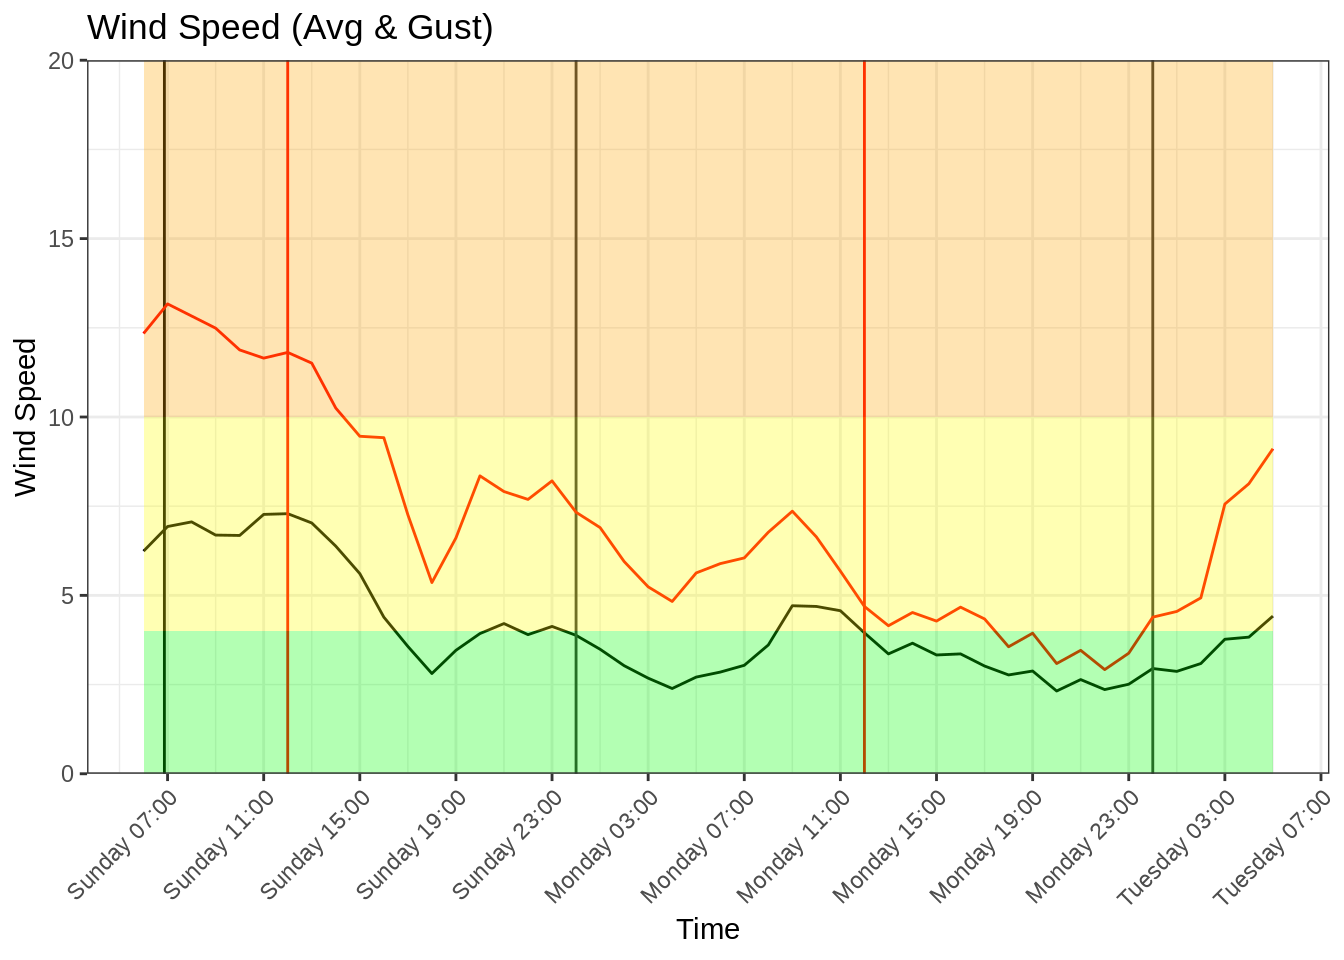 Wind Speed (Avg & Gust)
20
15
10
5
0
Wind Speed
Sunday 07:00
Sunday 11:00
Sunday 15:00
Sunday 19:00
Sunday 23:00
Monday 03:00
Monday 07:00
Monday 11:00
Monday 15:00
Monday 19:00
Monday 23:00
Tuesday 03:00
Tuesday 07:00
Time